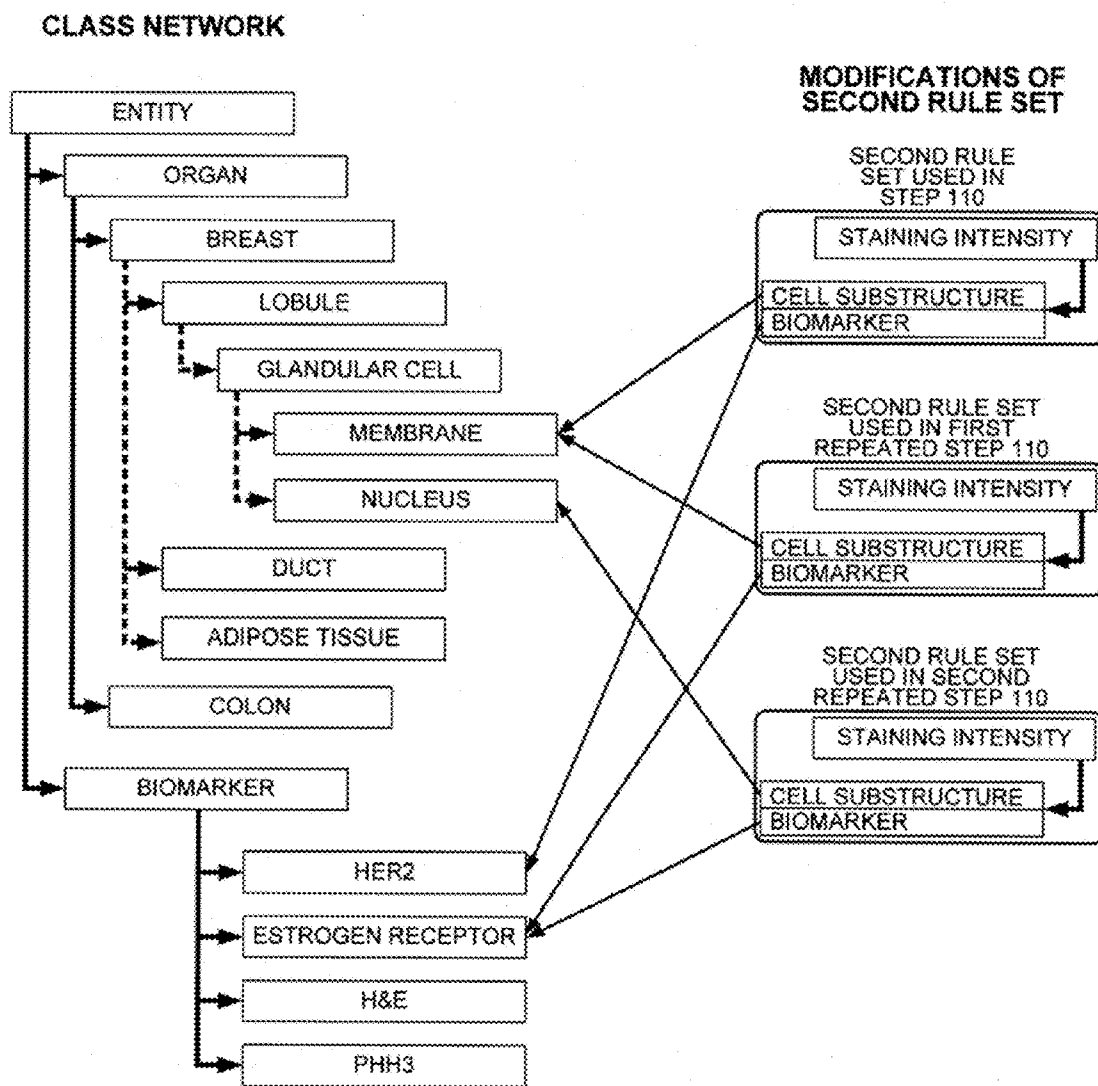 CLASS NETWORK
ENTITY
ORGAN
BREAST
LOBULE
GLANDULAR CELL
MEMBRANE
NUCLEUS
DUCT
ADIPOSE TISSUE
COLON
BIOMARKER
HER2
ESTROGEN RECEPTOR
H&E
PHH3
MODIFICATIONS OF
SECOND RULE SET
SECOND RULE
SET USED IN
STEP 110
STAINING INTENSITY
CELL SUBSTRUCTURE
BIOMARKER
SECOND RULE SET
USED IN FIRST
REPEATED STEP 110
STAINING INTENSITY
CELL SUBSTRUCTURE
BIOMARKER
SECOND RULE SET
USED IN SECOND
REPEATED STEP 110
STAINING INTENSITY
CELL SUBSTRUCTURE
BIOMARKER